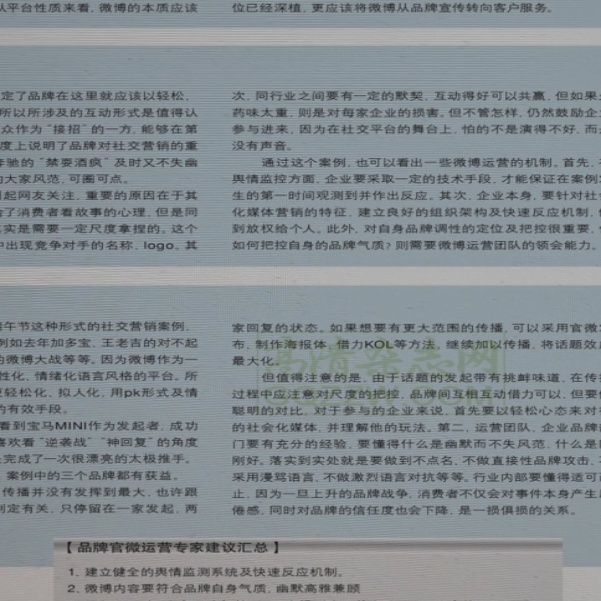 从平台性质来看，微博的本质应该
定了品牌在这里就应该以轻松、
所以所涉及的互动形式是值得认
众作为“接招”的一方，能够在第
度上说明了品牌对社交营销的重
奔驰的“禁耍酒疯”及时又不失幽
的大家风范，可圈可点。
引起网友关注，重要的原因在于其
合了消费者看故事的心理，但是同
其实是需要一定尺度拿捏的。这个
中出现竞争对手的名称、logo。其
端午节这种形式的社交营销案例，
例如去年加多宝、王老吉的对不起
的微博大战等等。因为微博作为一
性化、情绪化语言风格的平台。所
更轻松化、拟人化，用pk形式及情
的有效手段。
看到宝马MINI作为发起者，成功
喜欢看“逆袭战”“神回复”的角度
是完成了一次很漂亮的太极推手。
，案例中的三个品牌都有获益。
传播并没有发挥到最大，也许跟
制定有关，只停留在一家发起，两
位已经深植，更应该将微博从品牌宣传转向客户服务。
次，同行业之间要有一定的默契，互动得好可以共赢，但如果火
药味太重，则是对每家企业的损害。但不管怎样，仍然鼓励企业
参与进来，因为在社交平台的舞台上，怕的不是演得不好，而是
没有声音。
通过这个案例，也可以看出一些微博运营的机制。首先，在
舆情监控方面，企业要采取一定的技术手段，才能保证在案例发
生的第一时间观测到并作出反应。其次，企业本身，要针对社会
化媒体营销的特征，建立良好的组织架构及快速反应机制，做
到放权给个人。此外，对自身品牌调性的定位及把控很重要，但
如何把控自身的品牌气质？则需要微博运营团队的领会能力。
家回复的状态。如果想要有更大范围的传播，可以采用官微发
布，制作海报体，借力KOL等方法，继续加以传播，将话题效应
最大化。
但值得注意的是，由于话题的发起带有挑衅味道，在传播
过程中应注意对尺度的把控，品牌间互相互动借力可以，但要做
聪明的对比，对于参与的企业来说，首先要以轻松心态来对待
的社会化媒体，并理解他的玩法。第二，运营团队、企业品牌部
门要有充分的经验，要懂得什么是幽默而不失风范，什么是刚
刚好。落实到实处就是要做到不点名、不做直接性品牌攻击、不
采用漫骂语言、不做激烈语言对抗等等。行业内部要懂得适可而
止，因为一旦上升的品牌战争，消费者不仅会对事件本身产生厌
倦感，同时对品牌的信任度也会下降，是一损俱损的关系。
高清杂志网
【品牌官微运营专家建议汇总】
1、建立健全的舆情监测系统及快速反应机制。
2、微博内容要符合品牌自身气质，幽默高雅兼顾